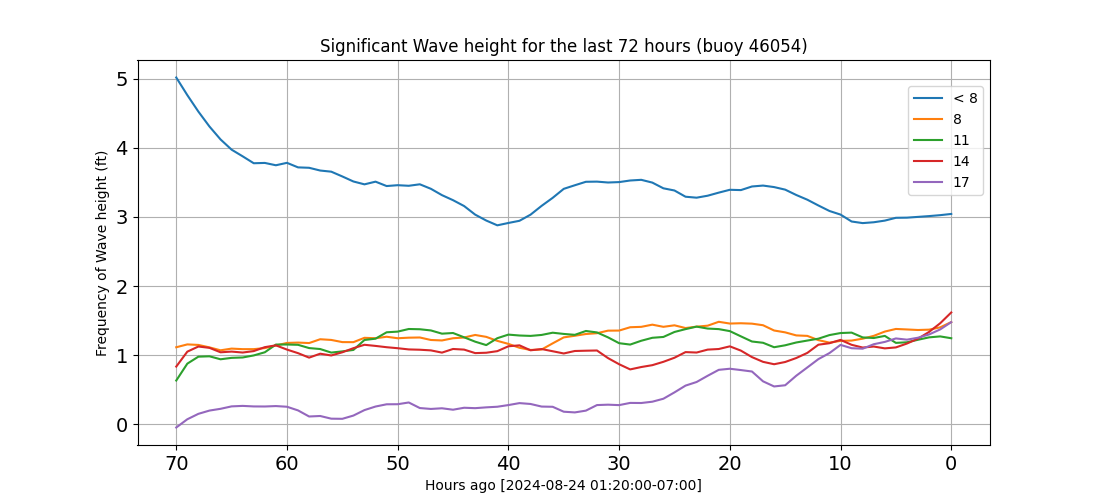 Significant Wave height for the last 72 hours (buoy 46054)
Frequency of Wave height (ft)
5
4
3
2
1
0
< 8
8
11
14
17
70 60 50 40 30 20 10 0
Hours ago [2024-08-24 01:20:00-07:00]